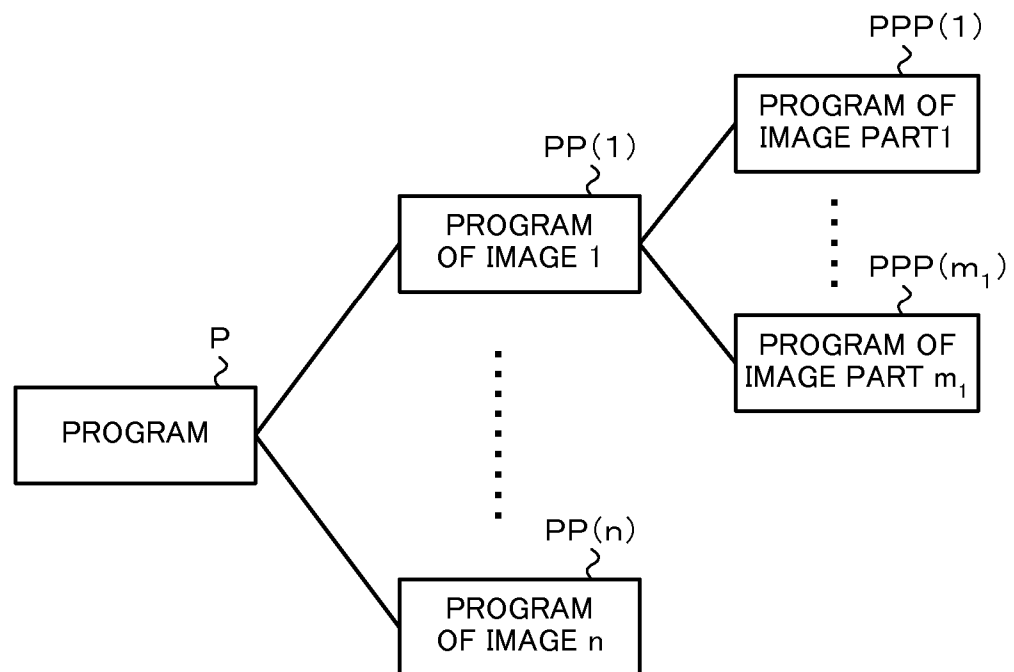 PPP(1)
PROGRAM OF
IMAGE PART1
PP(1)
PROGRAM
OF IMAGE 1
PPP(m₁)
PROGRAM OF
IMAGE PART m₁
P
PROGRAM
PP(n)
PROGRAM
OF IMAGE n